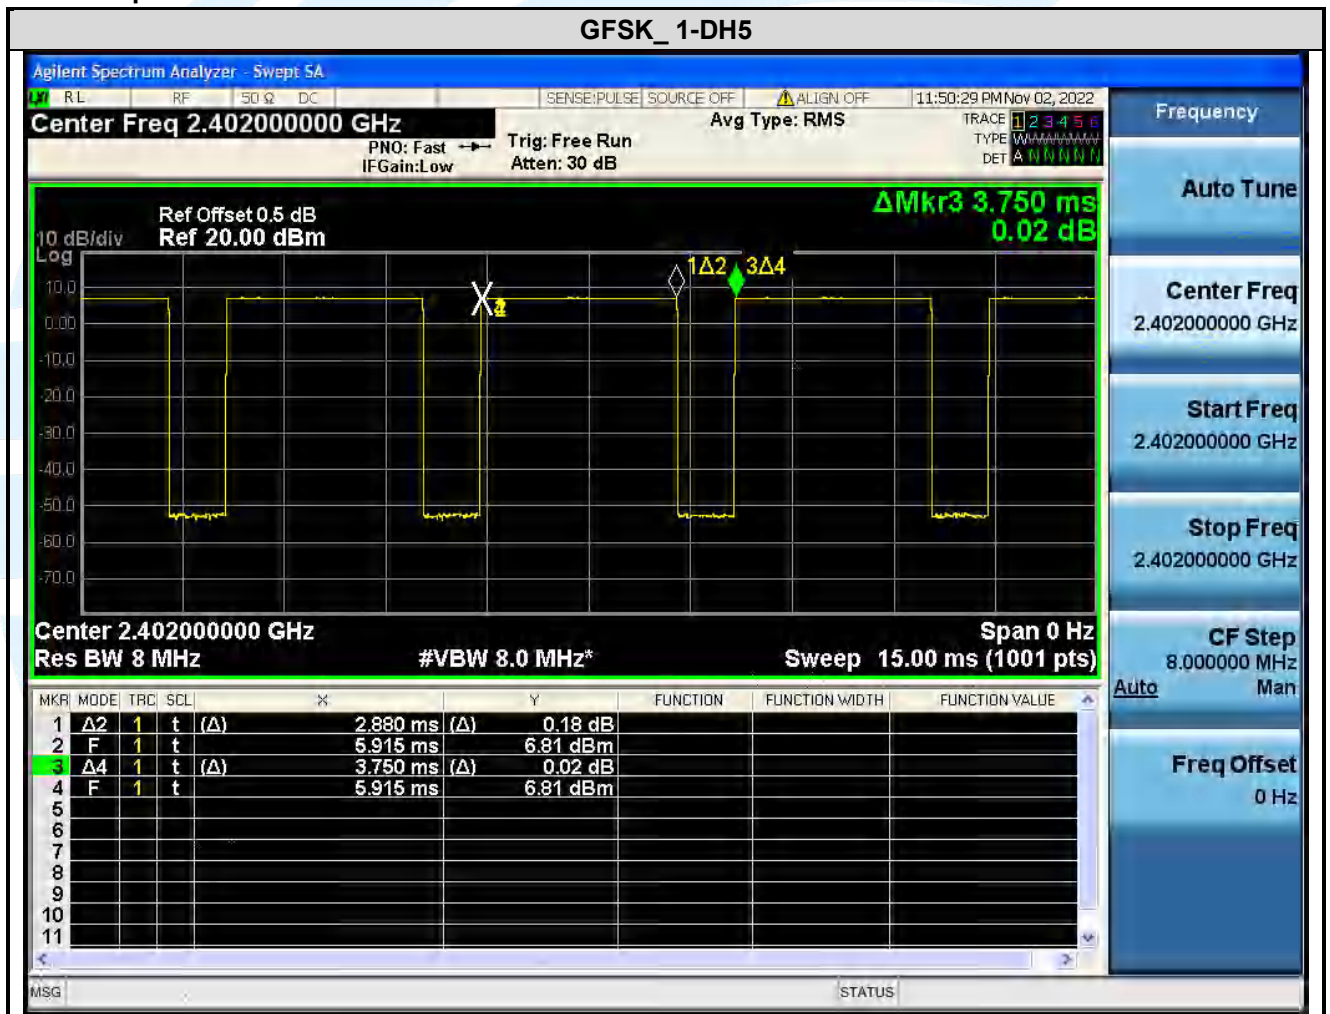 GFSK_ 1-DH5
Agilent Spectrum Analyzer - Swept SA
LXI RL RF 50 Ω DC SENSE:PULSE SOURCE OFF ALIGN OFF 11:50:29 PM Nov 02, 2022
Center Freq 2.402000000 GHz
PNO: Fast
IFGain:Low
Trig: Free Run
Atten: 30 dB
Avg Type: RMS
TRACE 1 2 3 4 5 6
TYPE WWWWWW
DET A N N N N N
ΔMkr3 3.750 ms
0.02 dB
Ref Offset 0.5 dB
10 dB/div Ref 20.00 dBm
Log
10.0
0.00
-10.0
-20.0
-30.0
-40.0
-50.0
-60.0
-70.0
1Δ2 3Δ4
X
Center 2.402000000 GHz Span 0 Hz
Res BW 8 MHz #VBW 8.0 MHz* Sweep 15.00 ms (1001 pts)
MKR MODE TRC SCL X Y FUNCTION FUNCTION WIDTH FUNCTION VALUE
1 Δ2 1 t (Δ) 2.880 ms (Δ) 0.18 dB
2 F 1 t 5.915 ms 6.81 dBm
3 Δ4 1 t (Δ) 3.750 ms (Δ) 0.02 dB
4 F 1 t 5.915 ms 6.81 dBm
5
6
7
8
9
10
11
MSG STATUS
Frequency
Auto Tune
Center Freq
2.402000000 GHz
Start Freq
2.402000000 GHz
Stop Freq
2.402000000 GHz
CF Step
8.000000 MHz
Auto Man
Freq Offset
0 Hz